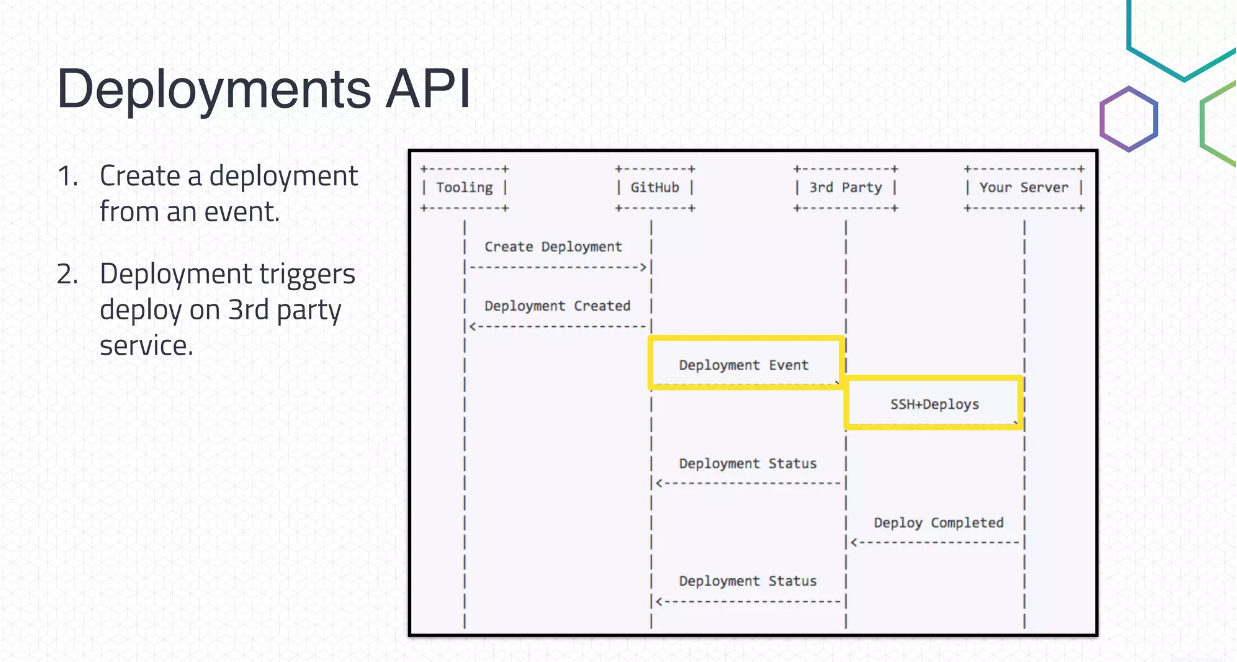 Deployments API
1. Create a deployment
from an event.
2. Deployment triggers
deploy on 3rd party
service.
Tooling
GitHub
3rd Party
Your Server
Create Deployment
Deployment Created
Deployment Event
SSH+Deploys
Deployment Status
Deploy Completed
Deployment Status